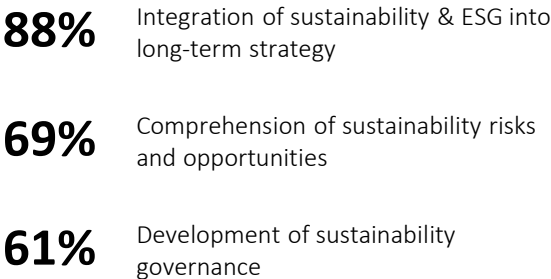 88% Integration of sustainability & ESG into
long-term strategy
69% Comprehension of sustainability risks
and opportunities
61% Development of sustainability
governance